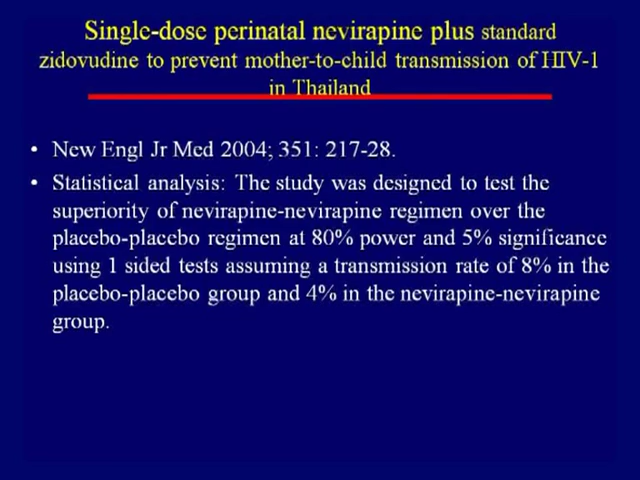 Single-dose perinatal nevirapine plus standard
zidovudine to prevent mother-to-child transmission of HIV-1
in Thailand
• New Engl Jr Med 2004; 351: 217-28.
• Statistical analysis: The study was designed to test the
superiority of nevirapine-nevirapine regimen over the
placebo-placebo regimen at 80% power and 5% significance
using 1 sided tests assuming a transmission rate of 8% in the
placebo-placebo group and 4% in the nevirapine-nevirapine
group.